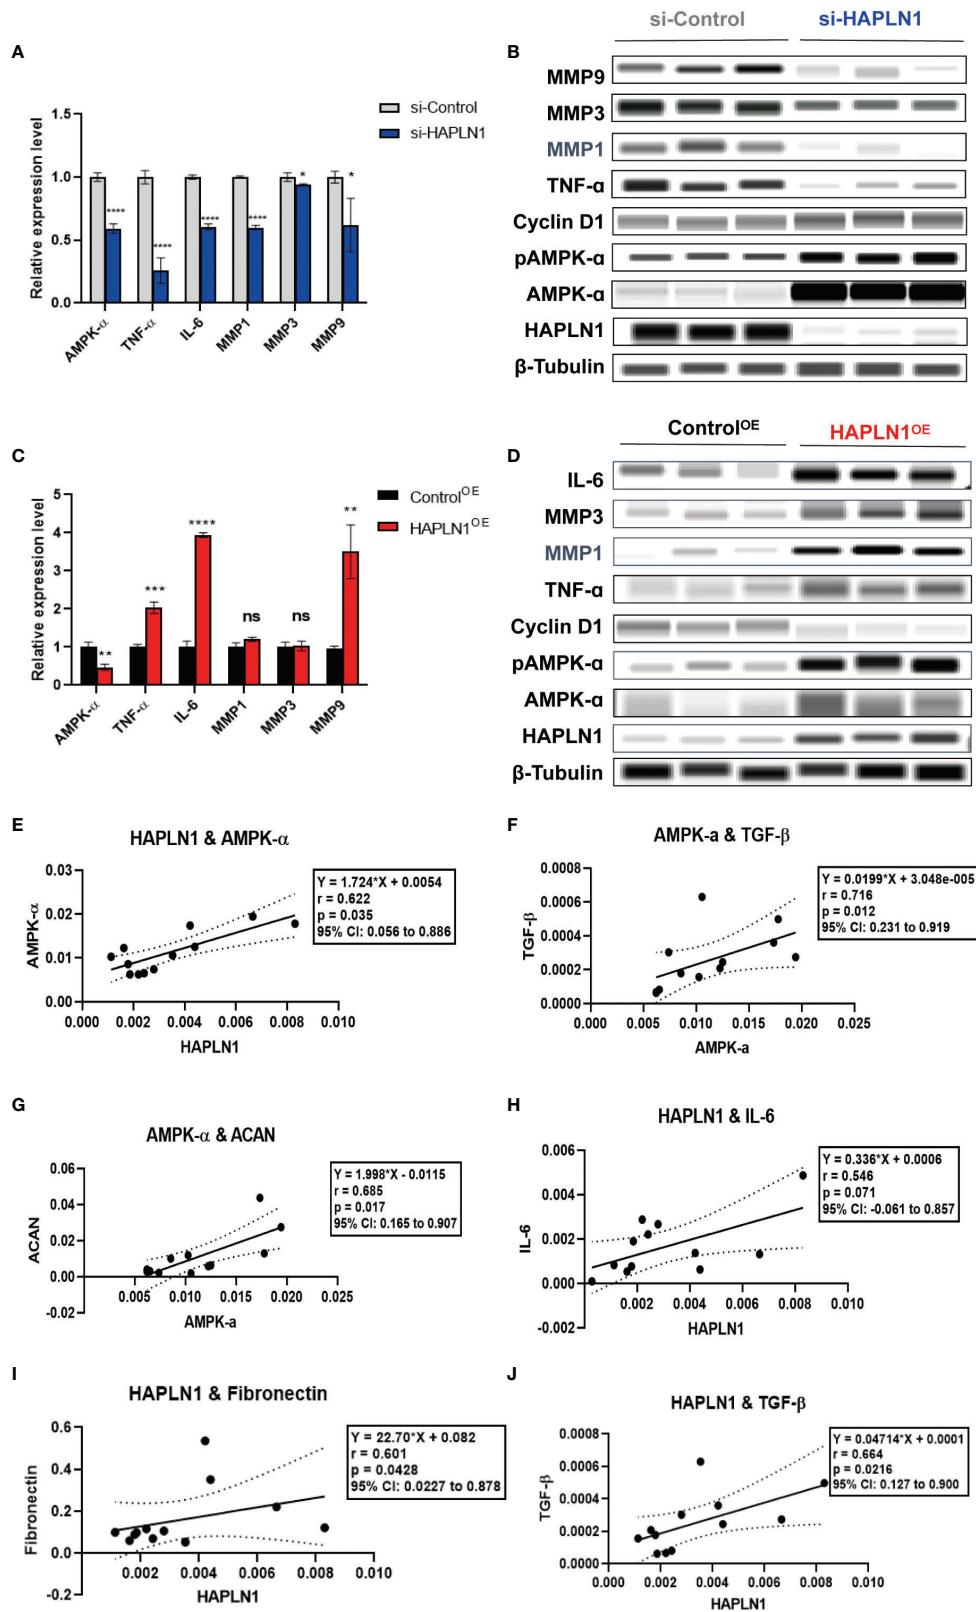 A
Relative expression level
1.5
1.0
0.5
0.0
si-Control
si-HAPLN1
****
****
****
****
*
*
AMPK-α
TNF-α
IL-6
MMP1
MMP3
MMP9
B
si-Control
si-HAPLN1
MMP9
MMP3
MMP1
TNF-α
Cyclin D1
pAMPK-α
AMPK-α
HAPLN1
β-Tubulin
C
Relative expression level
5
4
3
2
1
0
Control^OE
HAPLN1^OE
**
***
****
ns
ns
**
AMPK-α
TNF-α
IL-6
MMP1
MMP3
MMP9
D
Control^OE
HAPLN1^OE
IL-6
MMP3
MMP1
TNF-α
Cyclin D1
pAMPK-α
AMPK-α
HAPLN1
β-Tubulin
E
HAPLN1 & AMPK-α
AMPK-α
0.03
0.02
0.01
0.00
0.000 0.002 0.004 0.006 0.008 0.010
HAPLN1
Y = 1.724*X + 0.0054
r = 0.622
p = 0.035
95% CI: 0.056 to 0.886
F
AMPK-a & TGF-β
TGF-β
0.0008
0.0006
0.0004
0.0002
0.0000
0.000 0.005 0.010 0.015 0.020 0.025
AMPK-a
Y = 0.0199*X + 3.048e-005
r = 0.716
p = 0.012
95% CI: 0.231 to 0.919
G
AMPK-α & ACAN
ACAN
0.06
0.04
0.02
0.00
-0.02
0.005 0.010 0.015 0.020 0.025
AMPK-a
Y = 1.998*X - 0.0115
r = 0.685
p = 0.017
95% CI: 0.165 to 0.907
H
HAPLN1 & IL-6
IL-6
0.006
0.004
0.002
0.000
-0.002
0.002 0.004 0.006 0.008 0.010
HAPLN1
Y = 0.336*X + 0.0006
r = 0.546
p = 0.071
95% CI: -0.061 to 0.857
I
HAPLN1 & Fibronectin
Fibronectin
0.6
0.4
0.2
0.0
-0.2
0.002 0.004 0.006 0.008 0.010
HAPLN1
Y = 22.70*X + 0.082
r = 0.601
p = 0.0428
95% CI: 0.0227 to 0.878
J
HAPLN1 & TGF-β
TGF-β
0.0008
0.0006
0.0004
0.0002
0.0000
0.000 0.002 0.004 0.006 0.008 0.010
HAPLN1
Y = 0.04714*X + 0.0001
r = 0.664
p = 0.0216
95% CI: 0.127 to 0.900